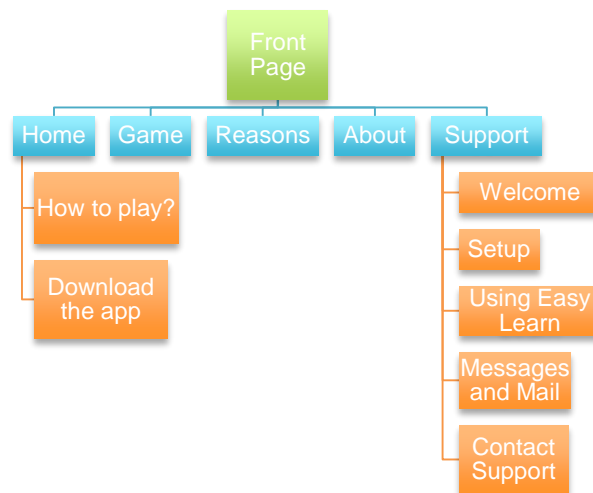 Front
Page
Home
Game
Reasons
About
Support
How to play?
Download
the app
Welcome
Setup
Using Easy
Learn
Messages
and Mail
Contact
Support